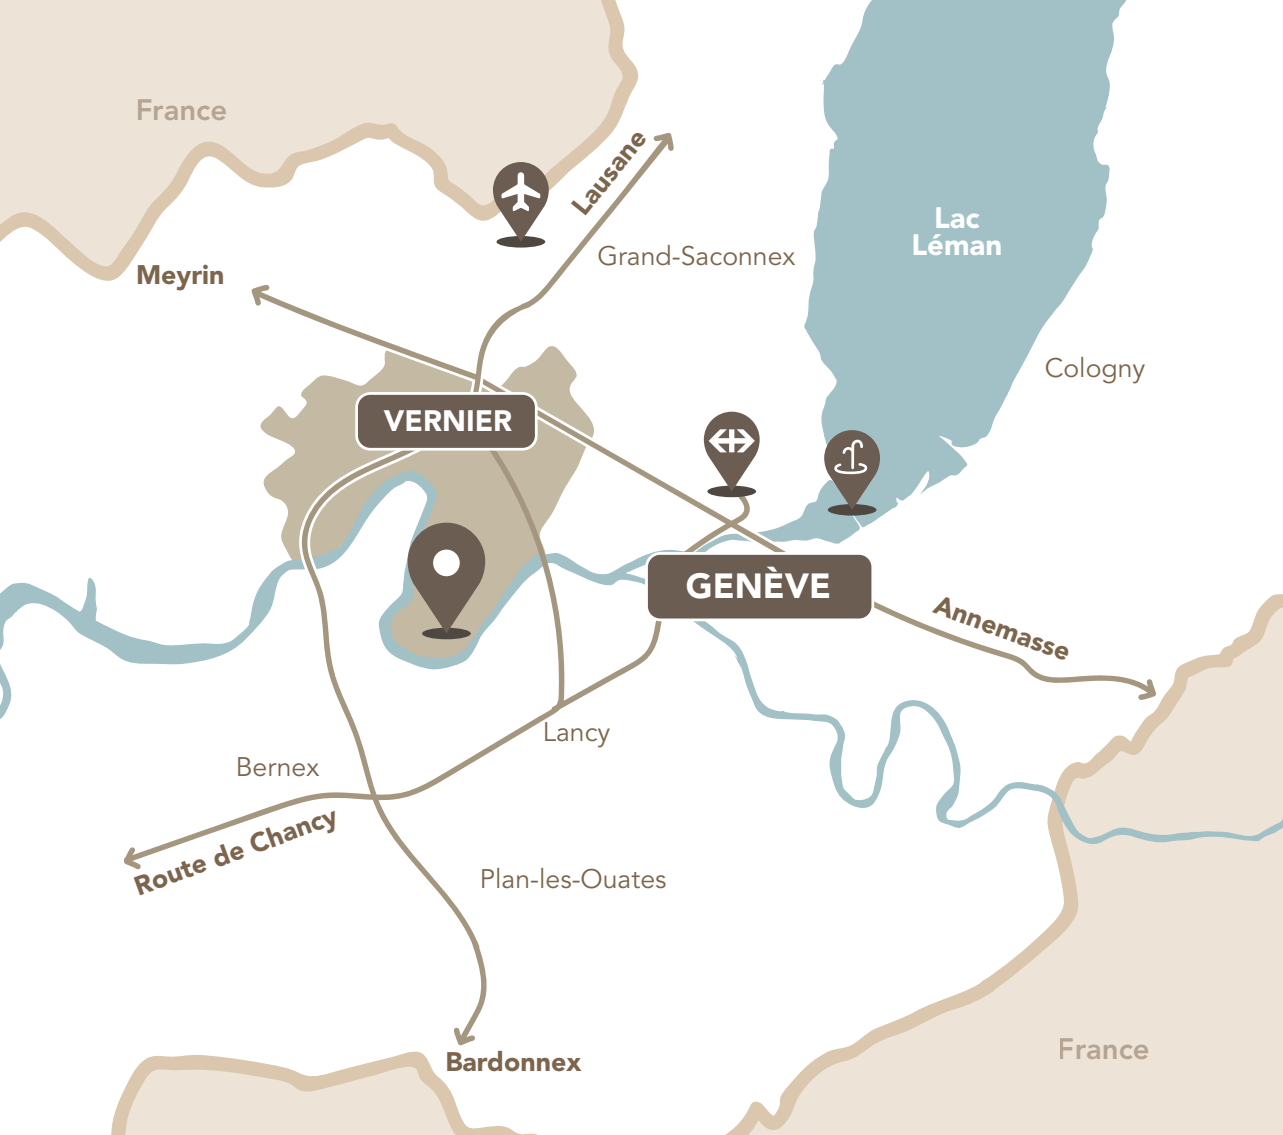 France
Lausane
Lac
Léman
Grand-Saconnex
Meyrin
Cologny
VERNIER
GENÈVE
Annemasse
Lancy
Bernex
Route de Chancy
Plan-les-Ouates
France
Bardonnex